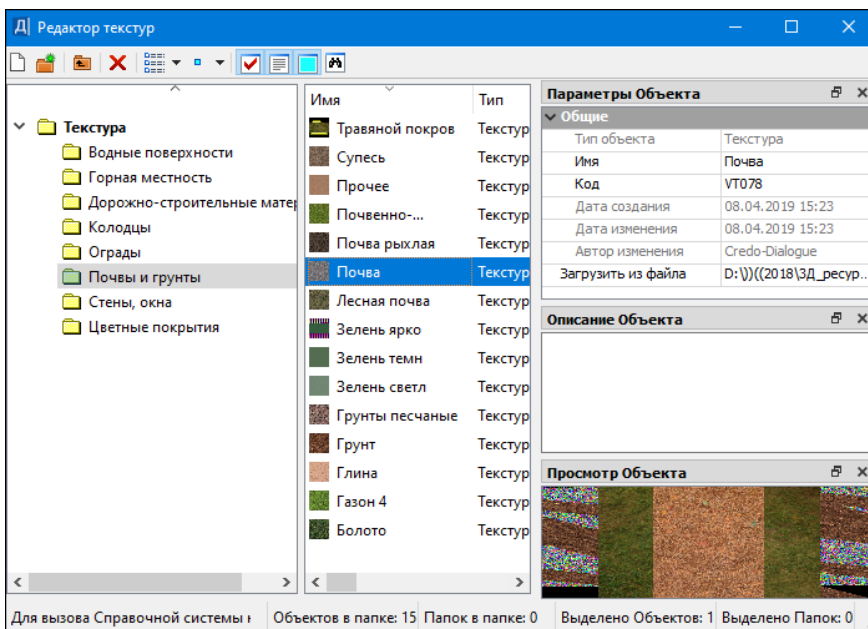 Д Редактор текстур
Текстура
Водные поверхности
Горная местность
Дорожно-строительные матер
Колодцы
Ограды
Почвы и грунты
Стены, окна
Цветные покрытия
Имя Тип
Травяной покров Текстур
Супесь Текстур
Прочее Текстур
Почвенно-... Текстур
Почва рыхлая Текстур
Почва Текстур
Лесная почва Текстур
Зелень ярко Текстур
Зелень темн Текстур
Зелень светл Текстур
Грунты песчаные Текстур
Грунт Текстур
Глина Текстур
Газон 4 Текстур
Болото Текстур
Параметры Объекта
Общие
Тип объекта Текстура
Имя Почва
Код VT078
Дата создания 08.04.2019 15:23
Дата изменения 08.04.2019 15:23
Автор изменения Credo-Dialogue
Загрузить из файла D:\))((2018\3Д_ресур...
Описание Объекта
Просмотр Объекта
Для вызова Справочной системы н Объектов в папке: 15 Папок в папке: 0 Выделено Объектов: 1 Выделено Папок: 0